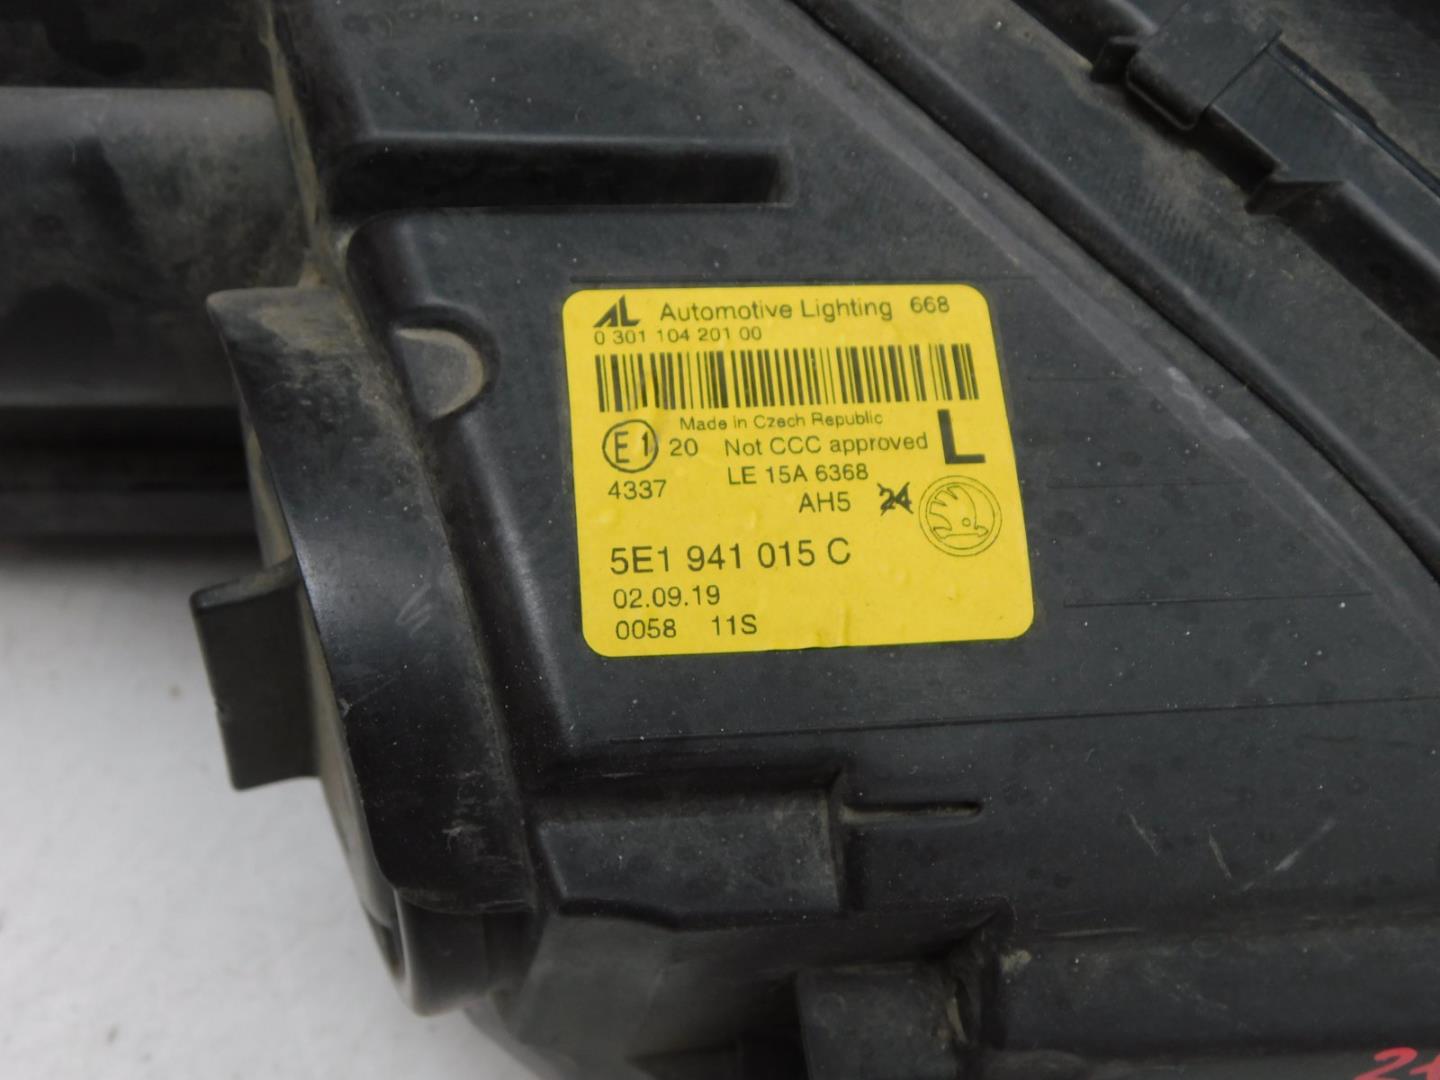 AL Automotive Lighting 668
0 301 104 201 00
Made in Czech Republic
E1 20 Not CCC approved L
4337 LE 15A 6368
AH5 24
5E1 941 015 C
02.09.19
0058 11S